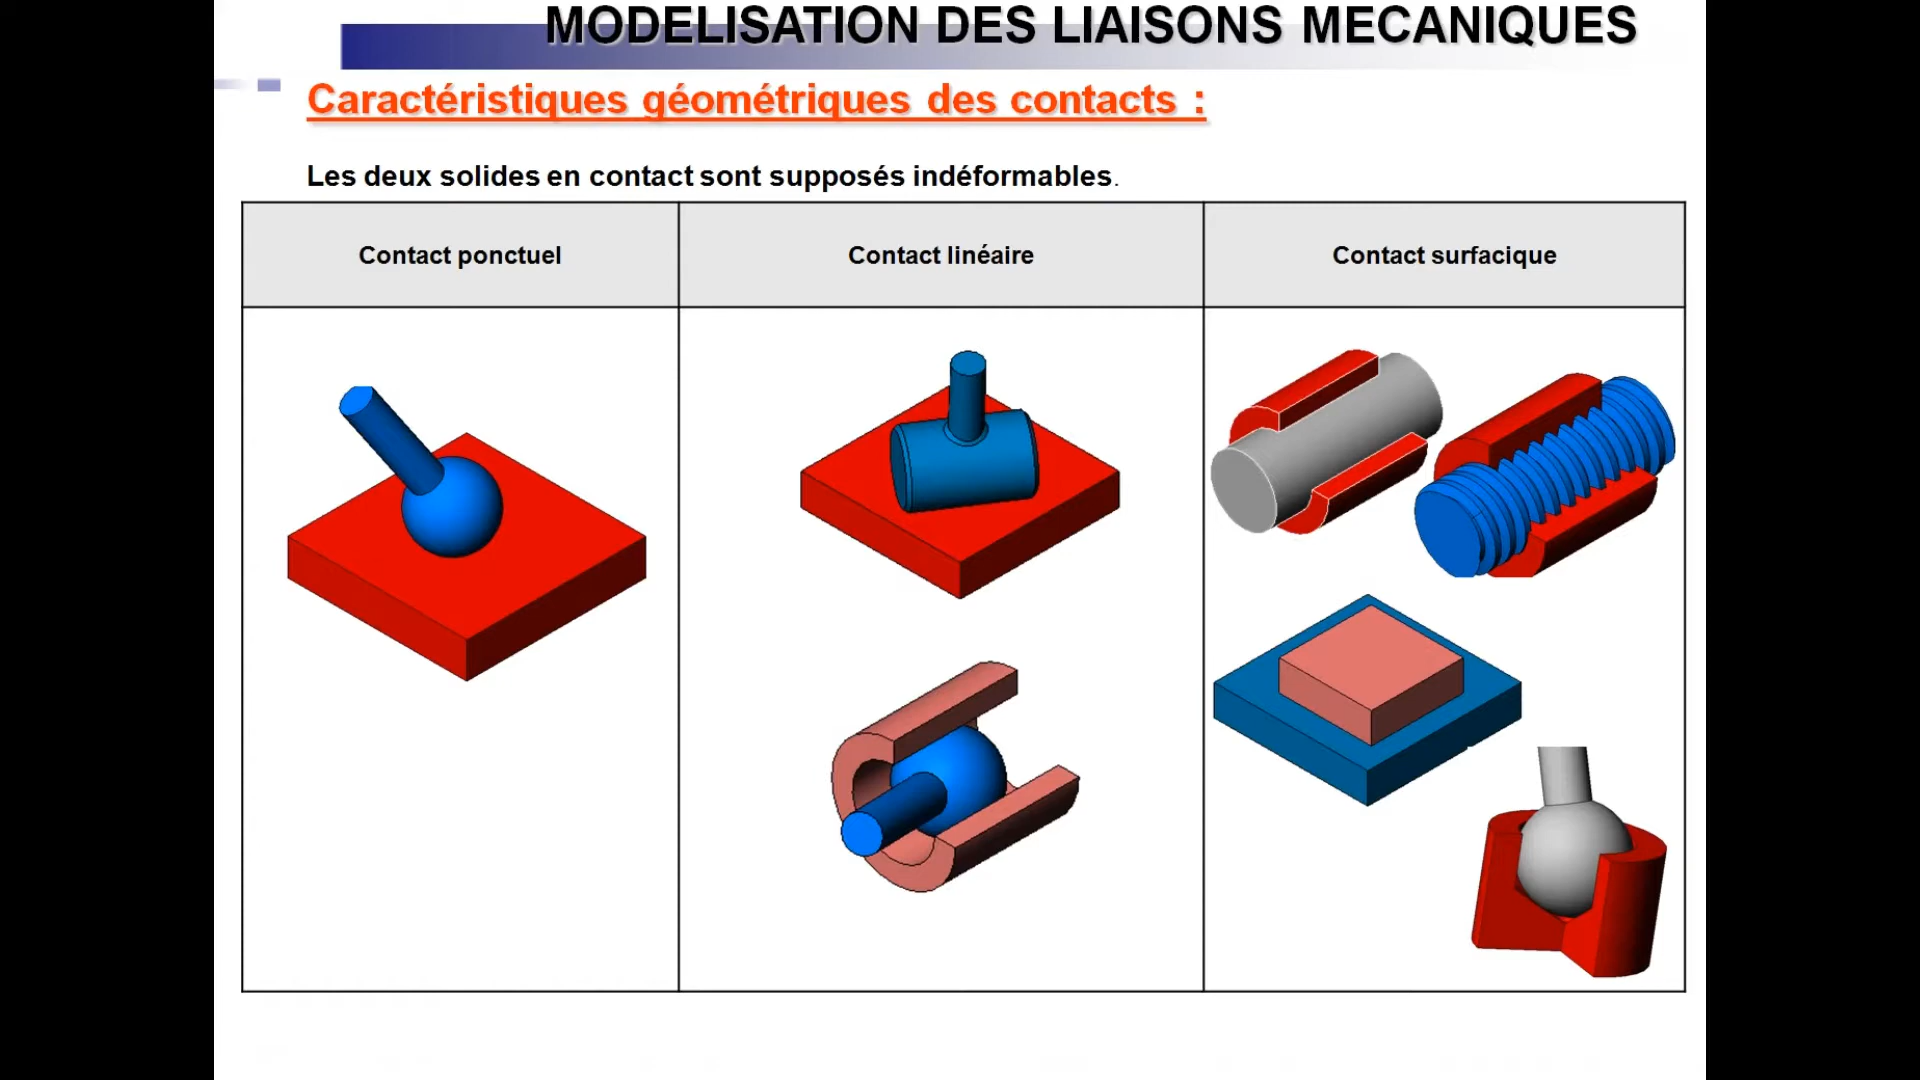 MODELISATION DES LIAISONS MECANIQUES
Caractéristiques géométriques des contacts :
Les deux solides en contact sont supposés indéformables.
Contact ponctuel
Contact linéaire
Contact surfacique